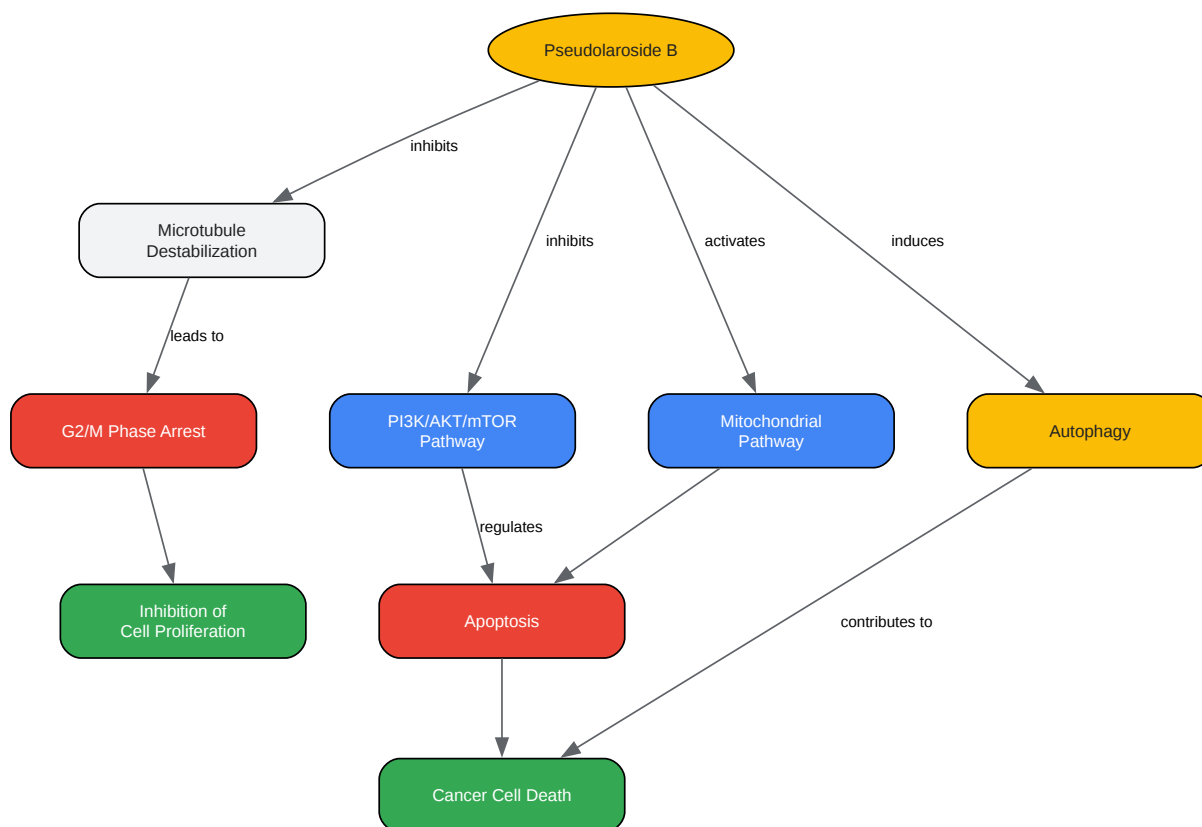 Pseudolaroside B
inhibits
Microtubule
Destabilization
inhibits
activates
induces
leads to
G2/M Phase Arrest
PI3K/AKT/mTOR
Pathway
Mitochondrial
Pathway
Autophagy
regulates
Inhibition of
Cell Proliferation
Apoptosis
contributes to
Cancer Cell Death